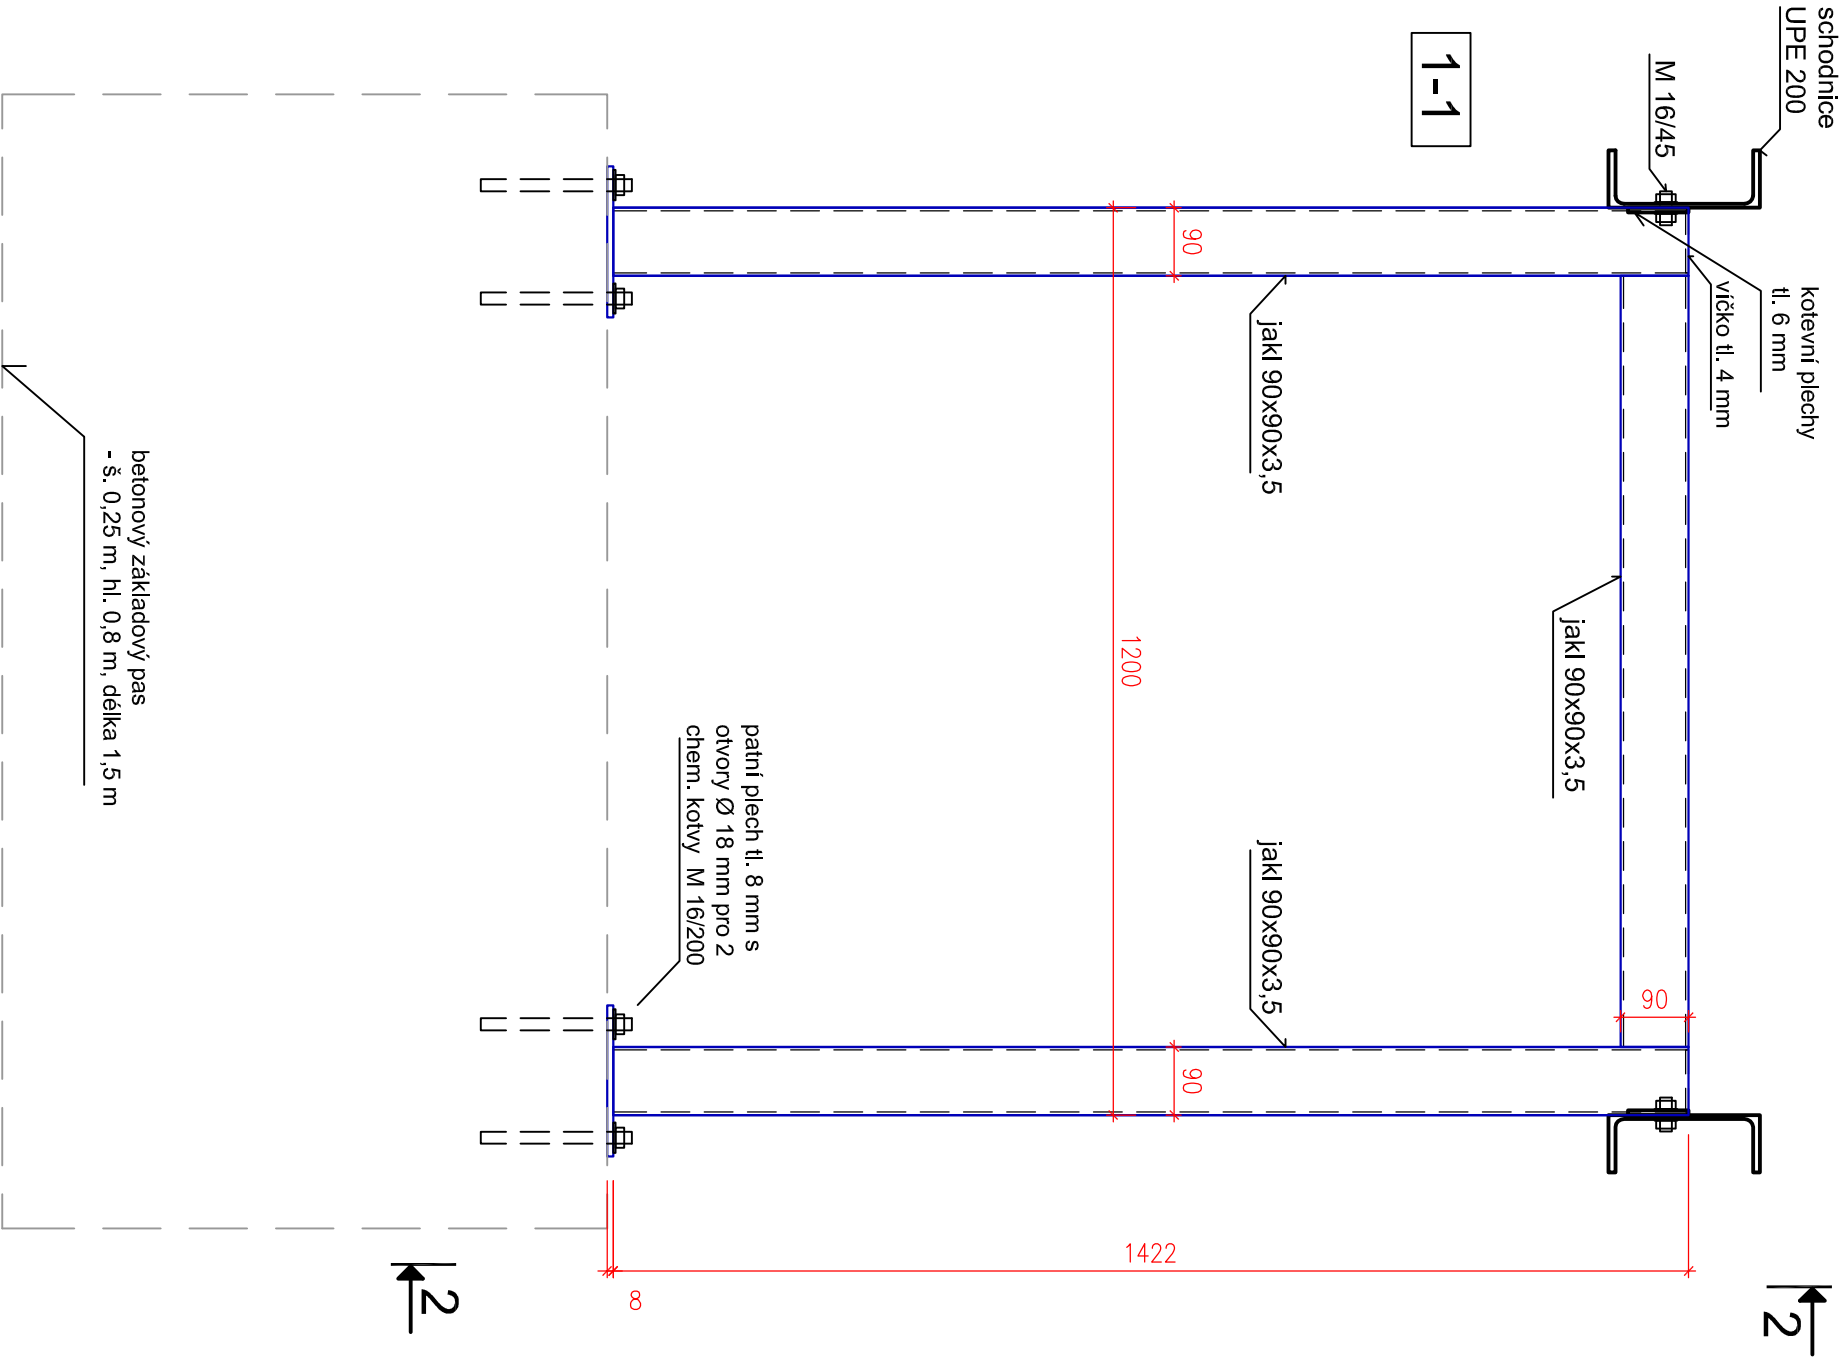 schodnice
UPE 200
M 16/45
1-1
kotevní plechy
tl. 6 mm
víčko tl. 4 mm
90
jakl 90x90x3,5
jakl 90x90x3,5
1200
90
jakl 90x90x3,5
90
patní plech tl. 8 mm s
otvory Ø 18 mm pro 2
chem. kotvy M 16/200
betonový základový pas
- š. 0,25 m, hl. 0,8 m, délka 1,5 m
1422
8
2
2